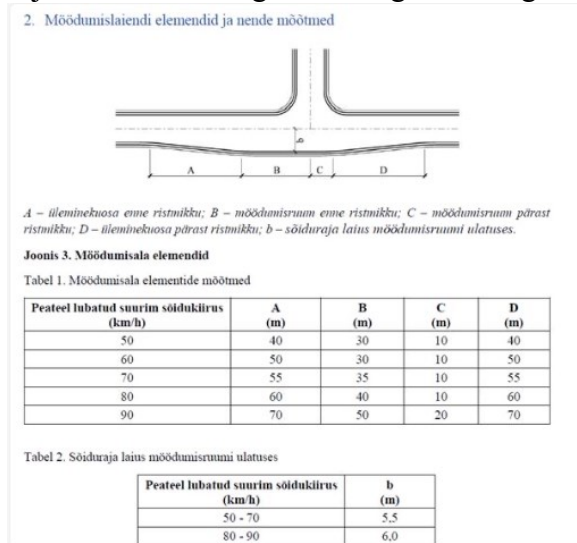 2. Möödumislaiendi elemendid ja nende mõõtmed
b
A B C D
A – üleminekuosa enne ristmikku; B – möödumisruum enne ristmikku; C – möödumisruum pärast
ristmikku; D – üleminekuosa pärast ristmikku; b – sõiduraja laius möödumisruumi ulatuses.
Joonis 3. Möödumisala elemendid
Tabel 1. Möödumisala elementide mõõtmed
Peateel lubatud suurim sõidukiirus (km/h) A (m) B (m) C (m) D (m)
50 40 30 10 40
60 50 30 10 50
70 55 35 10 55
80 60 40 10 60
90 70 50 20 70
Tabel 2. Sõiduraja laius möödumisruumi ulatuses
Peateel lubatud suurim sõidukiirus (km/h) b (m)
50 - 70 5,5
80 - 90 6,0